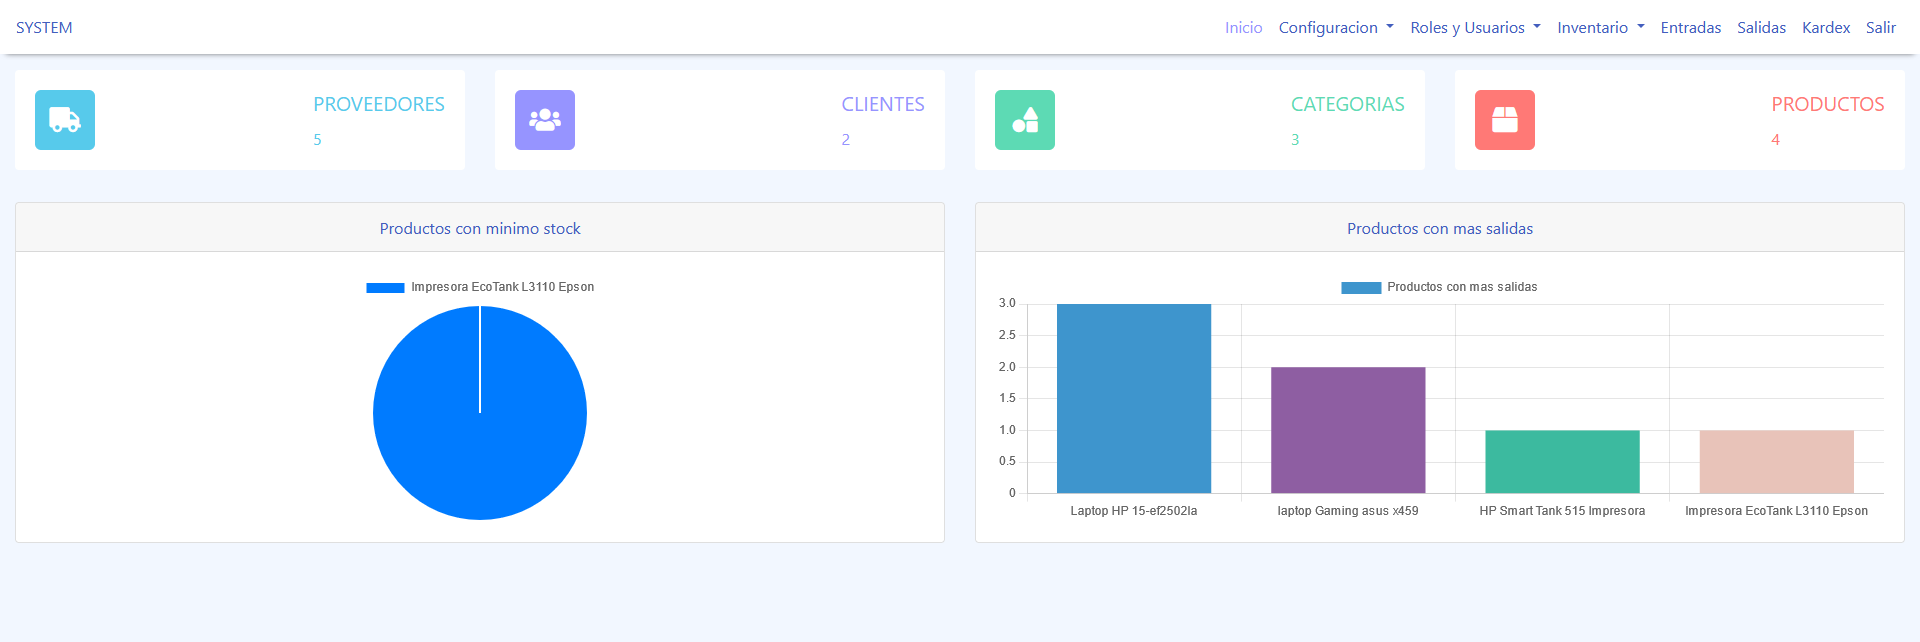 SYSTEM
Inicio Configuracion Roles y Usuarios Inventario Entradas Salidas Kardex Salir
PROVEEDORES
5
CLIENTES
2
CATEGORIAS
3
PRODUCTOS
4
Productos con minimo stock
Impresora EcoTank L3110 Epson
Productos con mas salidas
Productos con mas salidas
3.0
2.5
2.0
1.5
1.0
0.5
0
Laptop HP 15-ef2502la
laptop Gaming asus x459
HP Smart Tank 515 Impresora
Impresora EcoTank L3110 Epson